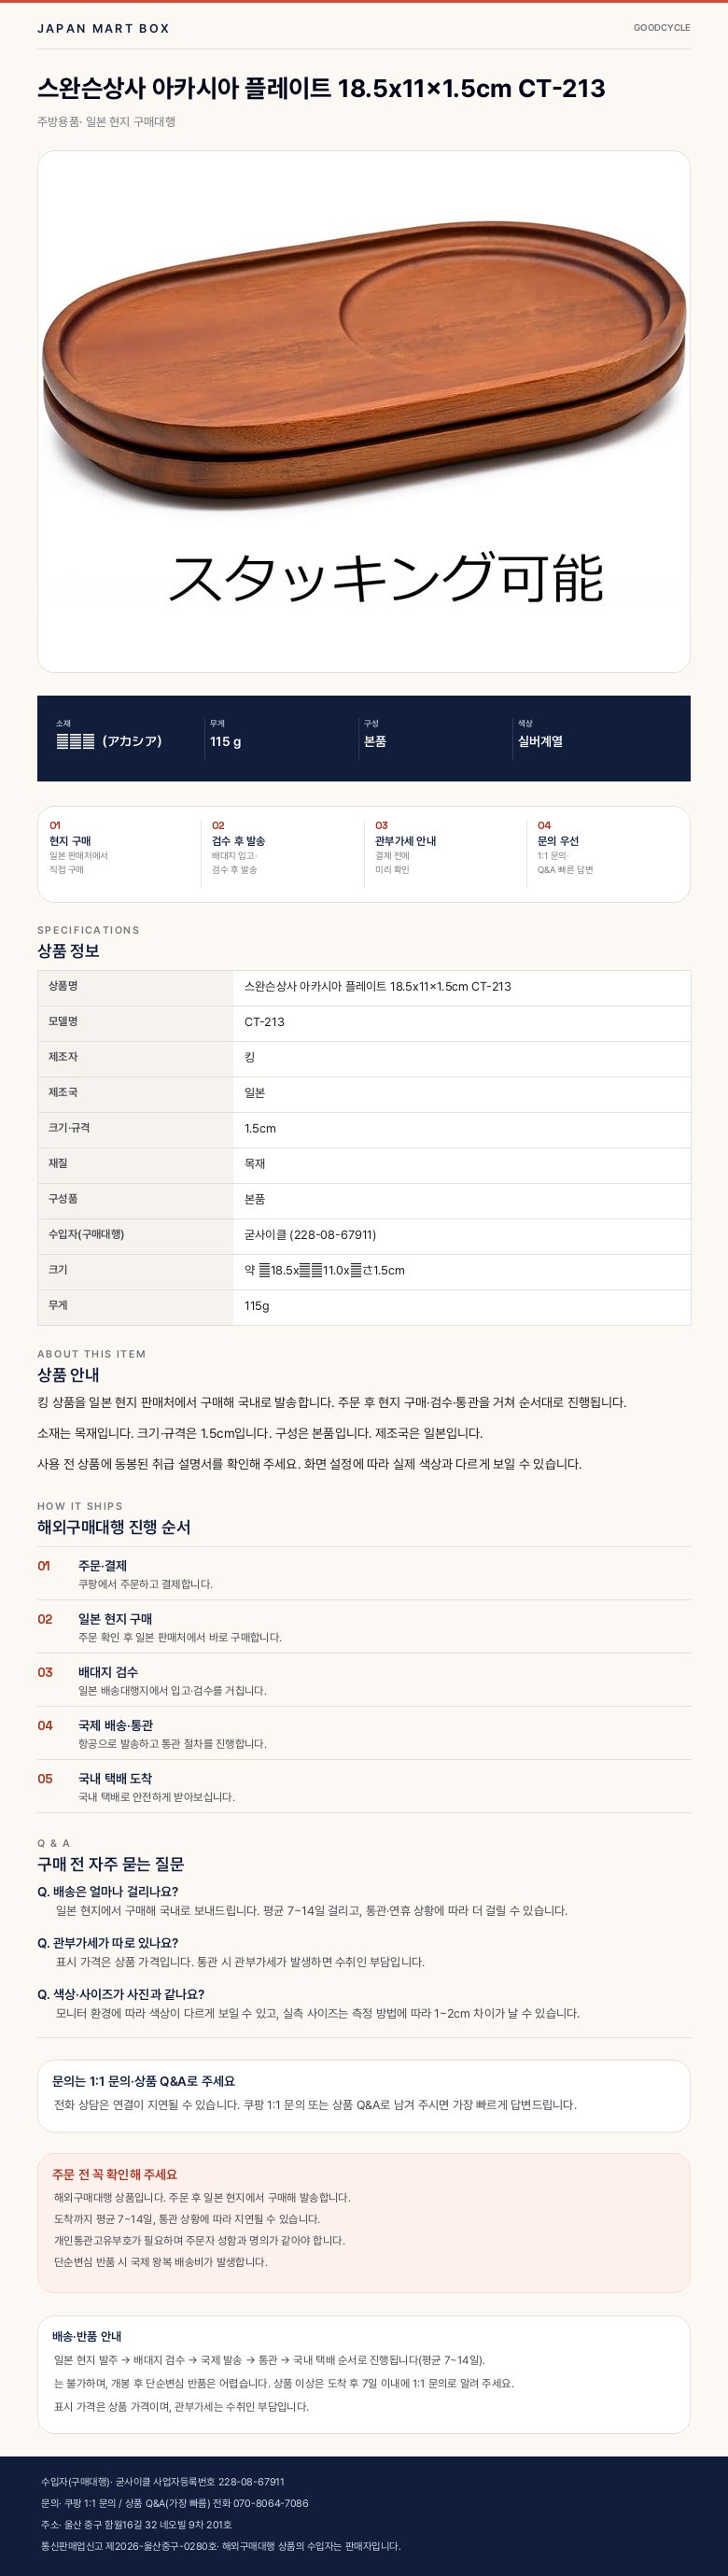 JAPAN MART BOX
GOODCYCLE
스완슨상사 아카시아 플레이트 18.5x11x1.5cm CT-213
주방용품· 일본 현지 구매대행
スタッキング可能
소재
(アカシア)
무게
115 g
구성
본품
색상
실버계열
01
현지 구매
일본 판매처에서
직접 구매
02
검수 후 발송
배대지 입고·
검수 후 발송
03
관부가세 안내
결제 전에
미리 확인
04
문의 우선
1:1 문의·
Q&A 빠른 답변
SPECIFICATIONS
상품 정보
상품명 스완슨상사 아카시아 플레이트 18.5x11x1.5cm CT-213
모델명 CT-213
제조자 킹
제조국 일본
크기·규격 1.5cm
재질 목재
구성품 본품
수입자(구매대행) 굳사이클 (228-08-67911)
크기 약 18.5x 11.0x さ1.5cm
무게 115g
ABOUT THIS ITEM
상품 안내
킹 상품을 일본 현지 판매처에서 구매해 국내로 발송합니다. 주문 후 현지 구매·검수·통관을 거쳐 순서대로 진행됩니다.
소재는 목재입니다. 크기·규격은 1.5cm입니다. 구성은 본품입니다. 제조국은 일본입니다.
사용 전 상품에 동봉된 취급 설명서를 확인해 주세요. 화면 설정에 따라 실제 색상과 다르게 보일 수 있습니다.
HOW IT SHIPS
해외구매대행 진행 순서
01 주문·결제
쿠팡에서 주문하고 결제합니다.
02 일본 현지 구매
주문 확인 후 일본 판매처에서 바로 구매합니다.
03 배대지 검수
일본 배송대행지에서 입고·검수를 거칩니다.
04 국제 배송·통관
항공으로 발송하고 통관 절차를 진행합니다.
05 국내 택배 도착
국내 택배로 안전하게 받아보십니다.
Q & A
구매 전 자주 묻는 질문
Q. 배송은 얼마나 걸리나요?
일본 현지에서 구매해 국내로 보내드립니다. 평균 7~14일 걸리고, 통관·연휴 상황에 따라 더 걸릴 수 있습니다.
Q. 관부가세가 따로 있나요?
표시 가격은 상품 가격입니다. 통관 시 관부가세가 발생하면 수취인 부담입니다.
Q. 색상·사이즈가 사진과 같나요?
모니터 환경에 따라 색상이 다르게 보일 수 있고, 실측 사이즈는 측정 방법에 따라 1~2cm 차이가 날 수 있습니다.
문의는 1:1 문의·상품 Q&A로 주세요
전화 상담은 연결이 지연될 수 있습니다. 쿠팡 1:1 문의 또는 상품 Q&A로 남겨 주시면 가장 빠르게 답변드립니다.
주문 전 꼭 확인해 주세요
해외구매대행 상품입니다. 주문 후 일본 현지에서 구매해 발송합니다.
도착까지 평균 7~14일, 통관 상황에 따라 지연될 수 있습니다.
개인통관고유부호가 필요하며 주문자 성함과 명의가 같아야 합니다.
단순변심 반품 시 국제 왕복 배송비가 발생합니다.
배송·반품 안내
일본 현지 발주 → 배대지 검수 → 국제 발송 → 통관 → 국내 택배 순서로 진행됩니다(평균 7~14일).
는 불가하며, 개봉 후 단순변심 반품은 어렵습니다. 상품 이상은 도착 후 7일 이내에 1:1 문의로 알려 주세요.
표시 가격은 상품 가격이며, 관부가세는 수취인 부담입니다.
수입자(구매대행)· 굳사이클 사업자등록번호 228-08-67911
문의· 쿠팡 1:1 문의 / 상품 Q&A(가장 빠름) 전화 070-8064-7086
주소· 울산 중구 함월16길 32 네오빌 9차 201호
통신판매업신고 제2026-울산중구-0280호· 해외구매대행 상품의 수입자는 판매자입니다.